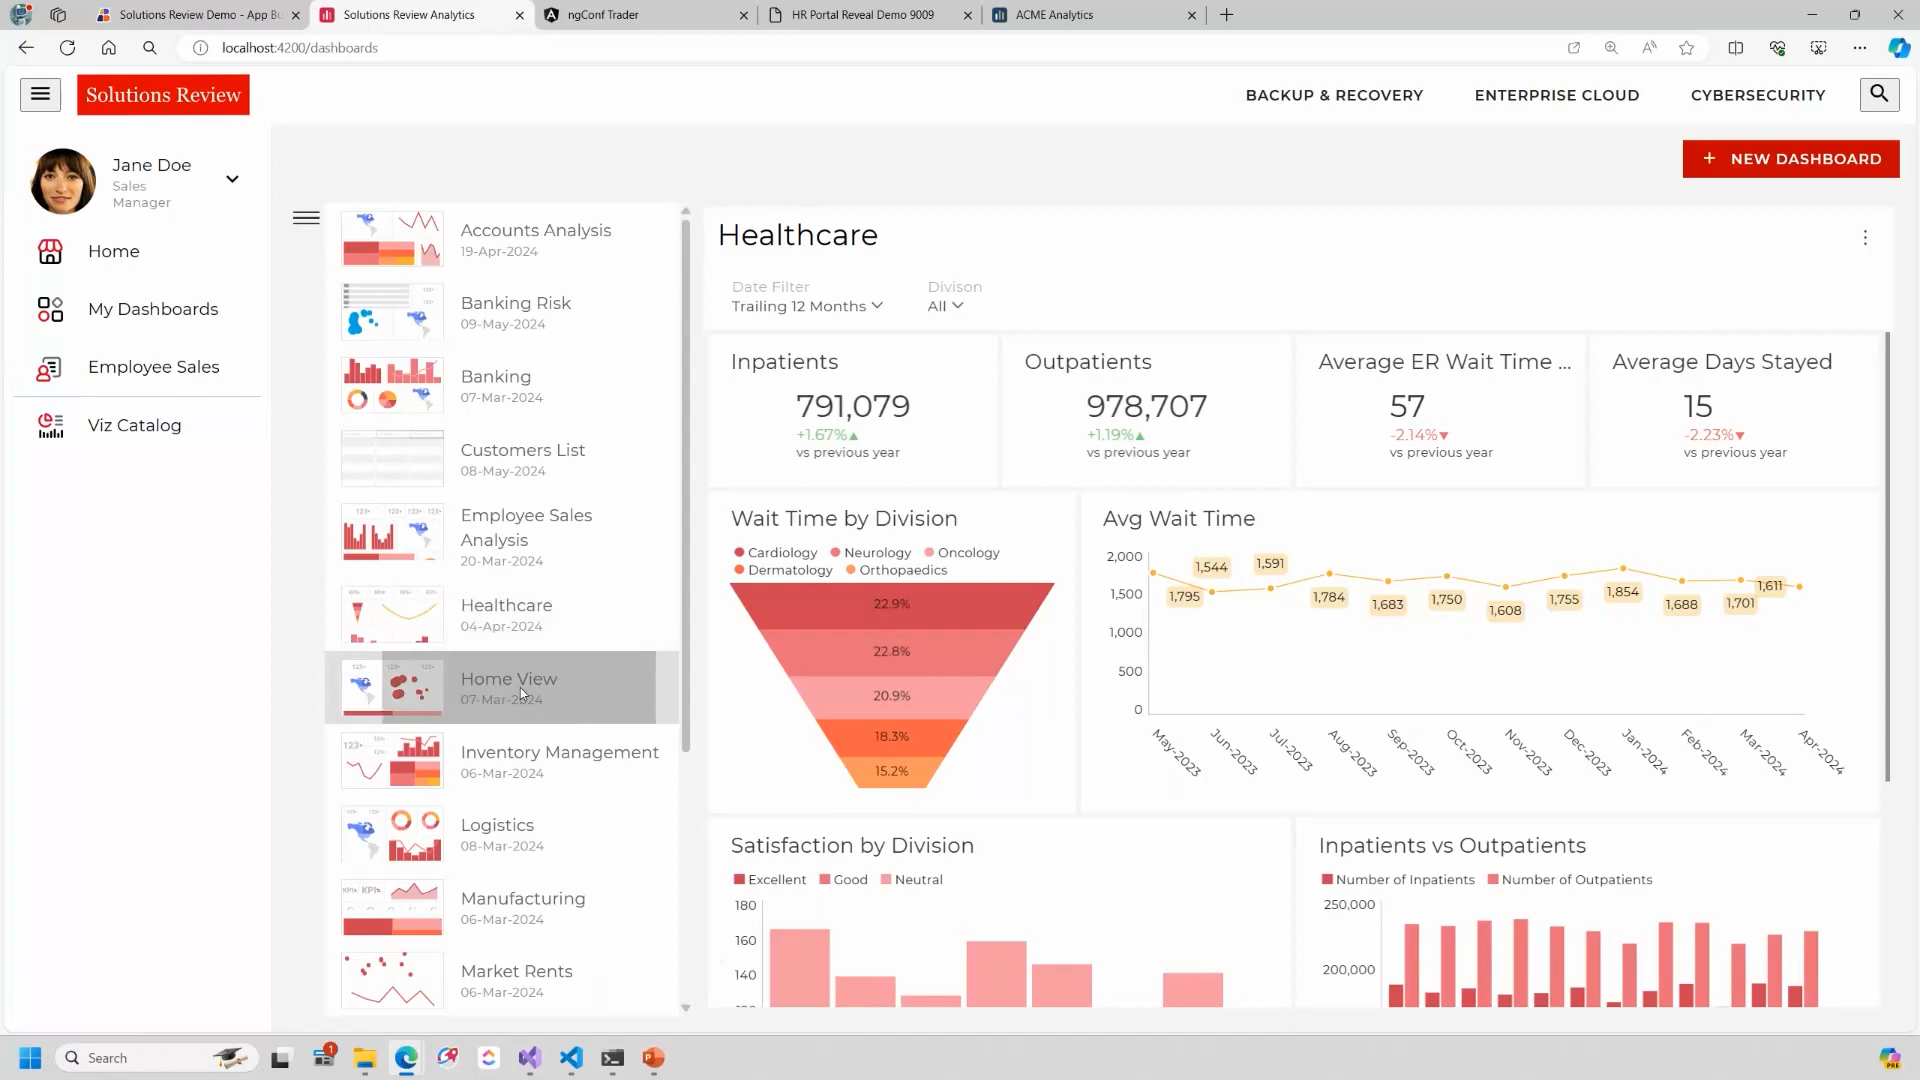 Solutions Review Demo - App Bu
Solutions Review Analytics
ngConf Trader
HR Portal Reveal Demo 9009
ACME Analytics
localhost:4200/dashboards
Solutions Review
BACKUP & RECOVERY
ENTERPRISE CLOUD
CYBERSECURITY
Jane Doe
Sales
Manager
Home
My Dashboards
Employee Sales
Viz Catalog
+ NEW DASHBOARD
Accounts Analysis
19-Apr-2024
Banking Risk
09-May-2024
Banking
07-Mar-2024
Customers List
08-May-2024
Employee Sales
Analysis
20-Mar-2024
Healthcare
04-Apr-2024
Home View
07-Mar-2024
Inventory Management
06-Mar-2024
Logistics
08-Mar-2024
Manufacturing
06-Mar-2024
Market Rents
06-Mar-2024
Healthcare
Date Filter
Trailing 12 Months
Divison
All
Inpatients
791,079
+1.67%▲
vs previous year
Outpatients
978,707
+1.19%▲
vs previous year
Average ER Wait Time ...
57
-2.14%▼
vs previous year
Average Days Stayed
15
-2.23%▼
vs previous year
Wait Time by Division
Cardiology Neurology Oncology
Dermatology Orthopaedics
22.9%
22.8%
20.9%
18.3%
15.2%
Avg Wait Time
2,000
1,500
1,000
500
0
1,795
1,544
1,591
1,784
1,683
1,750
1,608
1,755
1,854
1,688
1,701
1,611
May-2023
Jun-2023
Jul-2023
Aug-2023
Sep-2023
Oct-2023
Nov-2023
Dec-2023
Jan-2024
Feb-2024
Mar-2024
Apr-2024
Satisfaction by Division
Excellent Good Neutral
180
160
140
Inpatients vs Outpatients
Number of Inpatients Number of Outpatients
250,000
200,000
Search
1
PRE